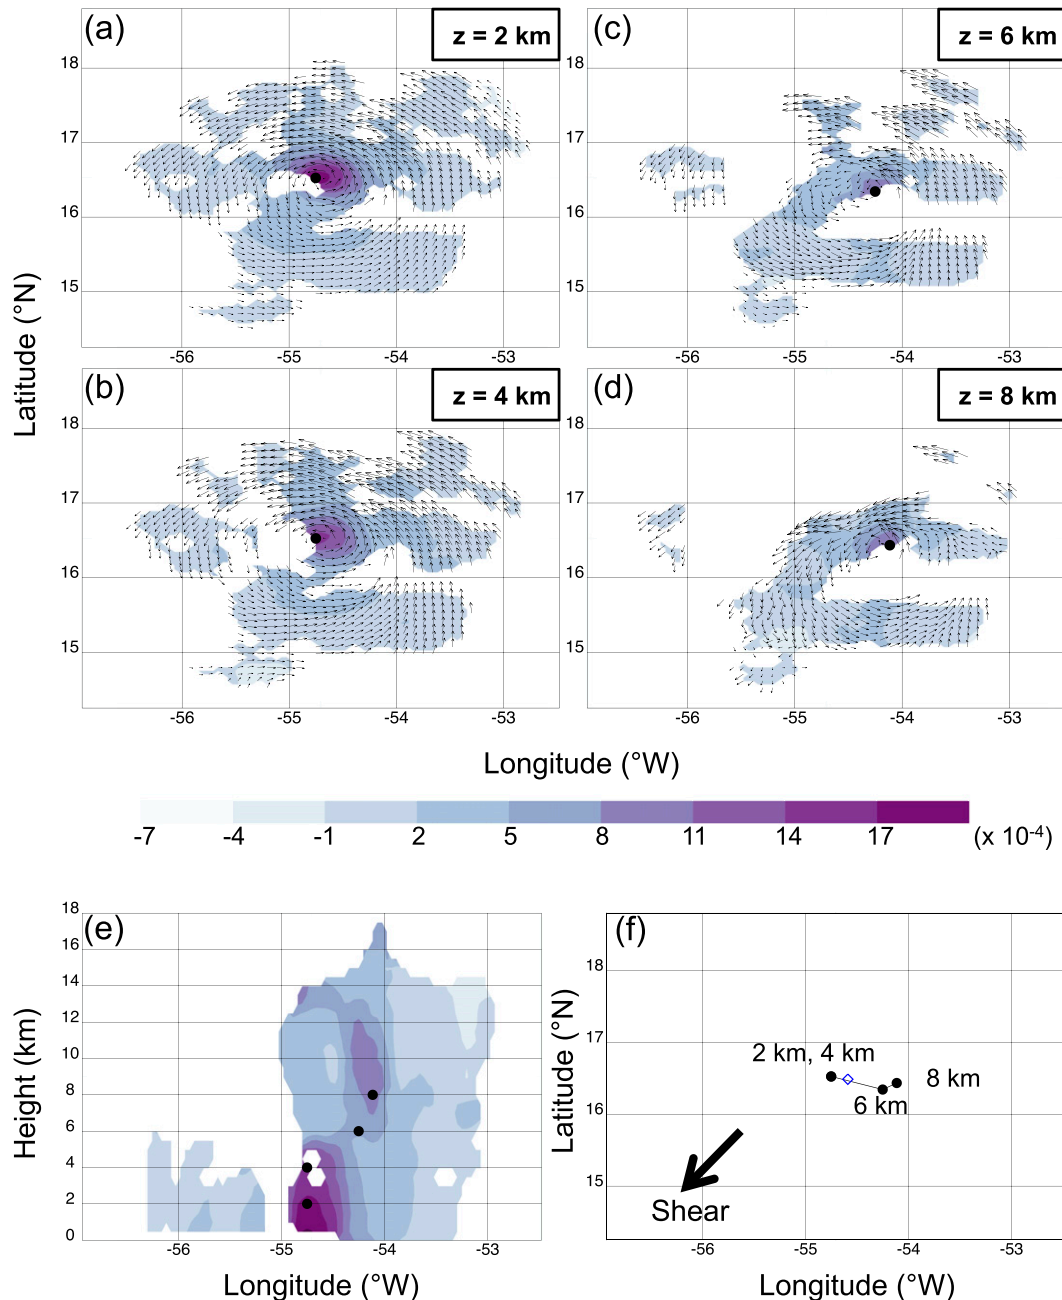 (a) z = 2 km
(c) z = 6 km
18
17
16
15
-56 -55 -54 -53
-56 -55 -54 -53
Latitude (°N)
(b) z = 4 km
(d) z = 8 km
18
17
16
15
18
17
16
15
18
17
16
15
-56 -55 -54 -53
-56 -55 -54 -53
Longitude (°W)
-7 -4 -1 2 5 8 11 14 17 (x 10⁻⁴)
(e)
18
16
14
12
10
8
6
4
2
0
Height (km)
-56 -55 -54 -53
Longitude (°W)
(f)
18
17
16
15
Latitude (°N)
2 km, 4 km
8 km
6 km
Shear
-56 -55 -54 -53
Longitude (°W)